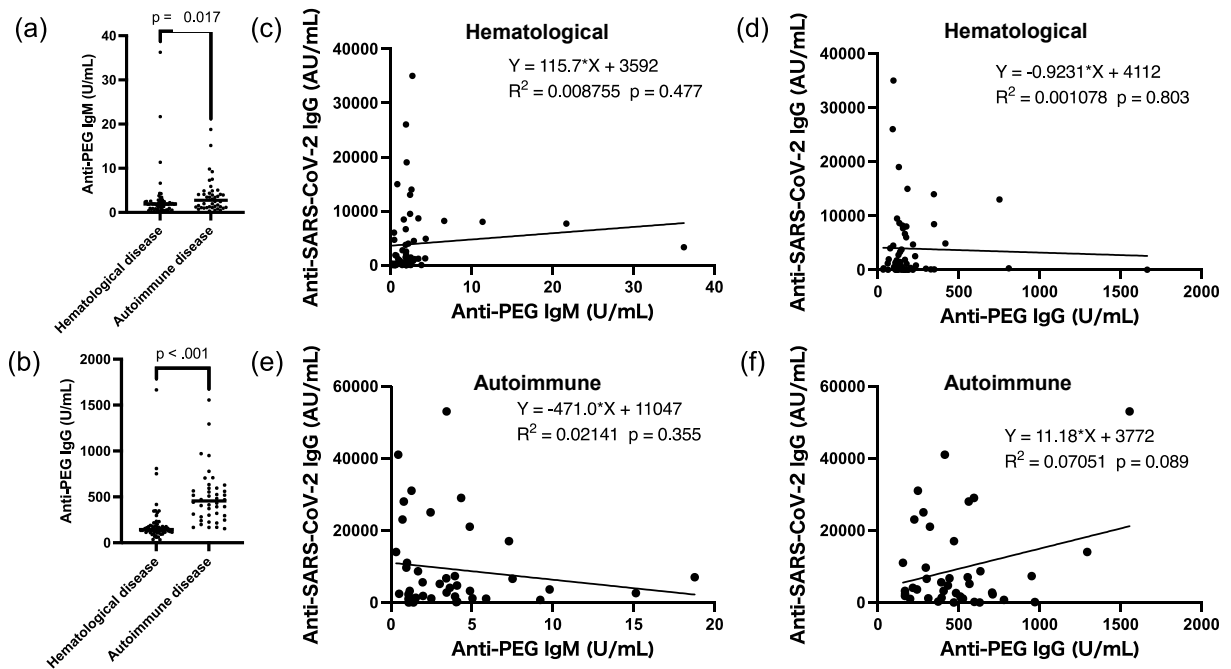 (a)
p = 0.017
Anti-PEG IgM (U/mL)
40
30
20
10
0
Hematological disease
Autoimmune disease
(b)
p < .001
Anti-PEG IgG (U/mL)
2000
1500
1000
500
0
Hematological disease
Autoimmune disease
(c)
Hematological
Y = 115.7*X + 3592
R² = 0.008755 p = 0.477
Anti-SARS-CoV-2 IgG (AU/mL)
40000
30000
20000
10000
0
0 10 20 30 40
Anti-PEG IgM (U/mL)
(d)
Hematological
Y = -0.9231*X + 4112
R² = 0.001078 p = 0.803
Anti-SARS-CoV-2 IgG (AU/mL)
40000
30000
20000
10000
0
0 500 1000 1500 2000
Anti-PEG IgG (U/mL)
(e)
Autoimmune
Y = -471.0*X + 11047
R² = 0.02141 p = 0.355
Anti-SARS-CoV-2 IgG (AU/mL)
60000
40000
20000
0
0 5 10 15 20
Anti-PEG IgM (U/mL)
(f)
Autoimmune
Y = 11.18*X + 3772
R² = 0.07051 p = 0.089
Anti-SARS-CoV-2 IgG (AU/mL)
60000
40000
20000
0
0 500 1000 1500 2000
Anti-PEG IgG (U/mL)